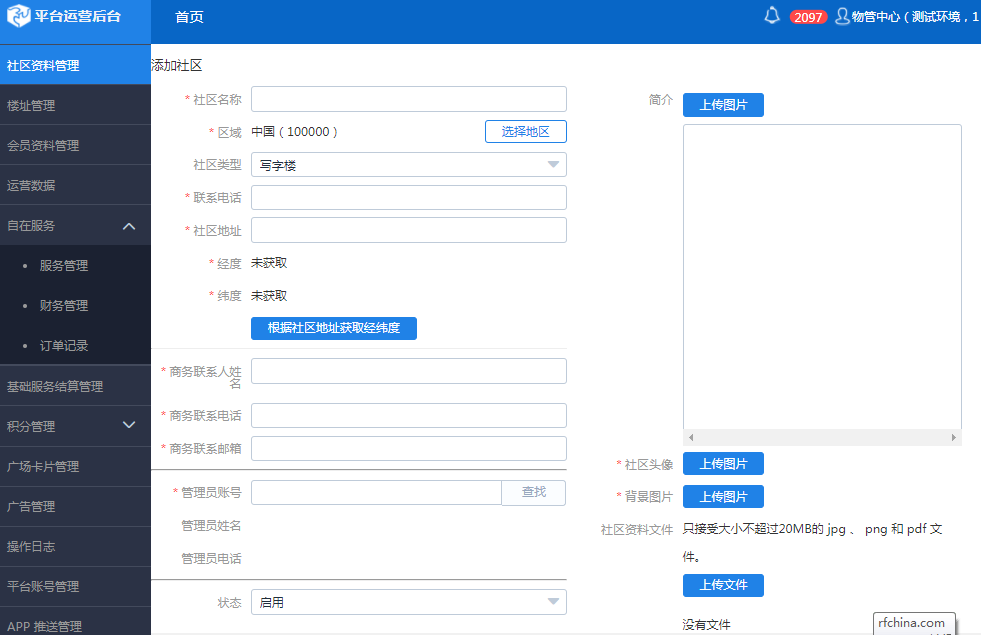 平台运营后台
首页
2097
物管中心 ( 测试环境 , 1
社区资料管理
楼址管理
会员资料管理
运营数据
自在服务
• 服务管理
• 财务管理
• 订单记录
基础服务结算管理
积分管理
广场卡片管理
广告管理
操作日志
平台账号管理
APP 推送管理
添加社区
* 社区名称
* 区域 中国 ( 100000 ) 选择地区
社区类型 写字楼
* 联系电话
* 社区地址
* 经度 未获取
* 纬度 未获取
根据社区地址获取经纬度
* 商务联系人姓
名
* 商务联系电话
* 商务联系邮箱
* 管理员账号 查找
管理员姓名
管理员电话
状态 启用
简介 上传图片
* 社区头像 上传图片
* 背景图片 上传图片
社区资料文件 只接受大小不超过20MB的 jpg 、 png 和 pdf 文
件。
上传文件
没有文件
rfchina.com